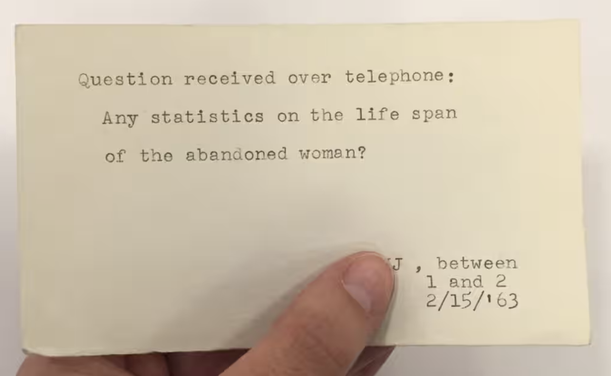 Question received over telephone:
Any statistics on the life span
of the abandoned woman?
J , between
1 and 2
2/15/'63